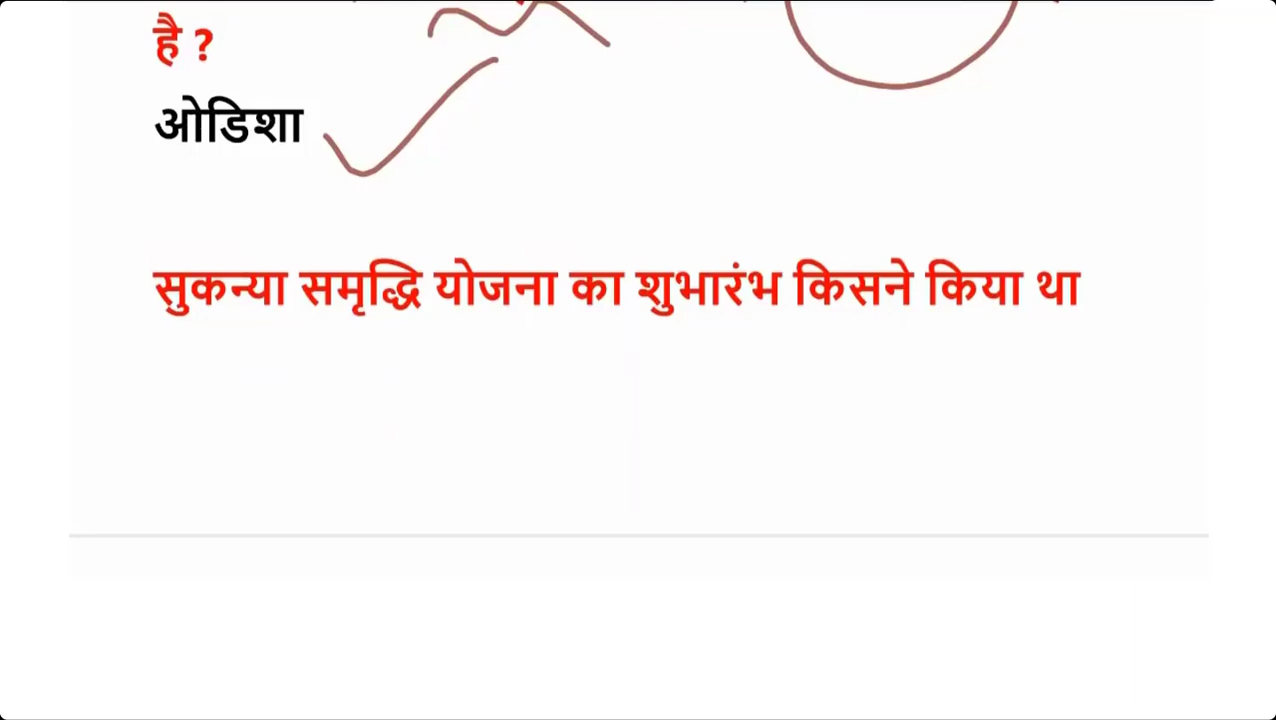 है ?
ओडिशा
सुकन्या समृद्धि योजना का शुभारंभ किसने किया था